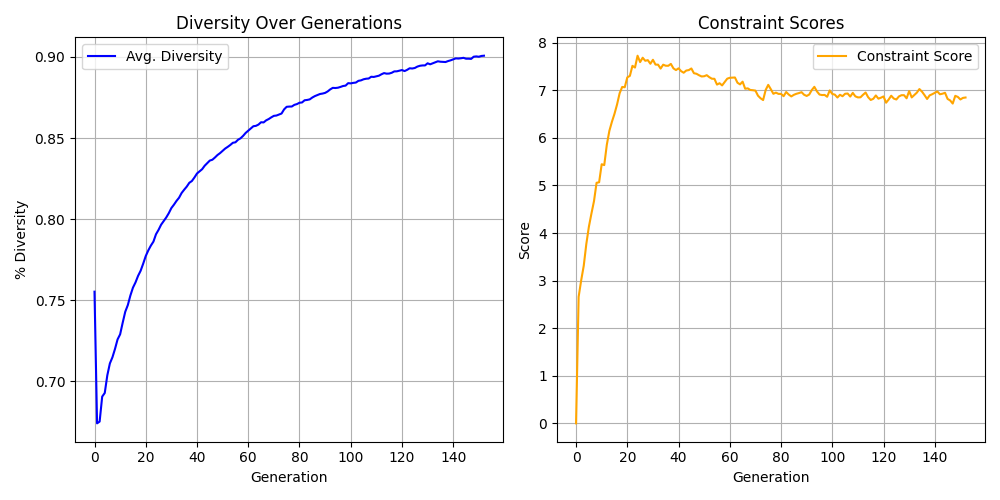 Diversity Over Generations
Avg. Diversity
% Diversity
0.90
0.85
0.80
0.75
0.70
0 20 40 60 80 100 120 140
Generation
Constraint Scores
Constraint Score
Score
8
7
6
5
4
3
2
1
0
0 20 40 60 80 100 120 140
Generation